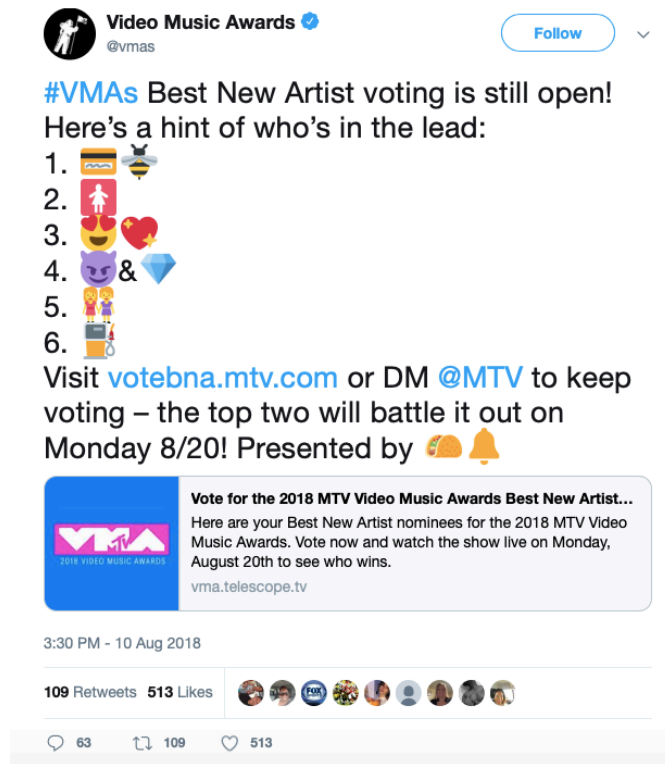 Video Music Awards
@vmas
Follow
#VMAs Best New Artist voting is still open!
Here’s a hint of who’s in the lead:
1. 💳🐝
2. 🚺
3. 😍💖
4. 😈&💎
5. 👭
6. ⛽
Visit votebna.mtv.com or DM @MTV to keep
voting – the top two will battle it out on
Monday 8/20! Presented by 🌮🔔
VMA
MTV
2018 VIDEO MUSIC AWARDS
Vote for the 2018 MTV Video Music Awards Best New Artist...
Here are your Best New Artist nominees for the 2018 MTV Video
Music Awards. Vote now and watch the show live on Monday,
August 20th to see who wins.
vma.telescope.tv
3:30 PM - 10 Aug 2018
109 Retweets 513 Likes
FOX
63 109 513